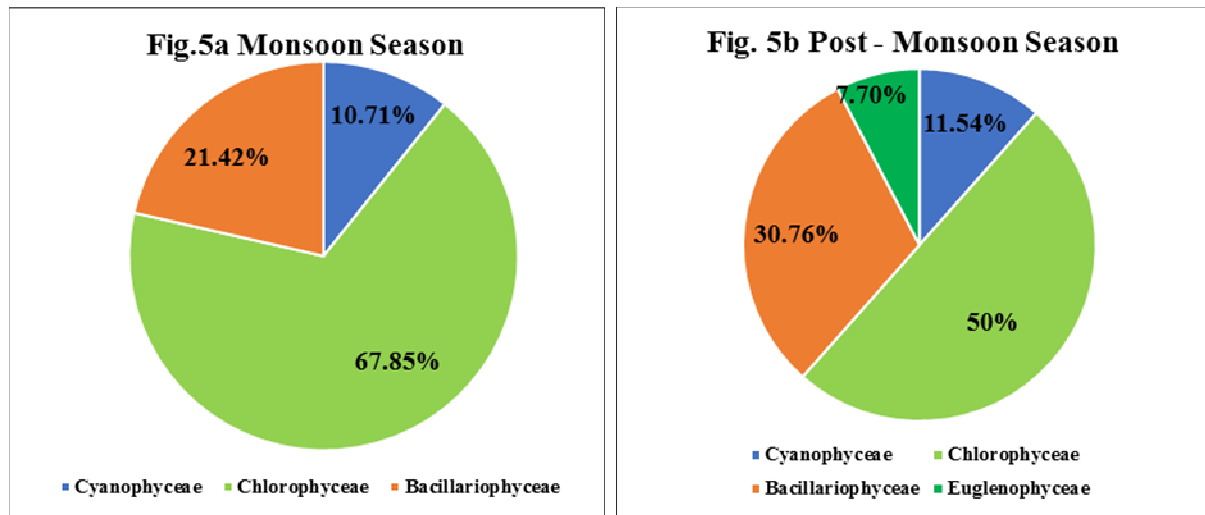 Fig.5a Monsoon Season
10.71%
21.42%
67.85%
Cyanophyceae Chlorophyceae Bacillariophyceae
Fig. 5b Post - Monsoon Season
7.70%
11.54%
30.76%
50%
Cyanophyceae Chlorophyceae
Bacillariophyceae Euglenophyceae